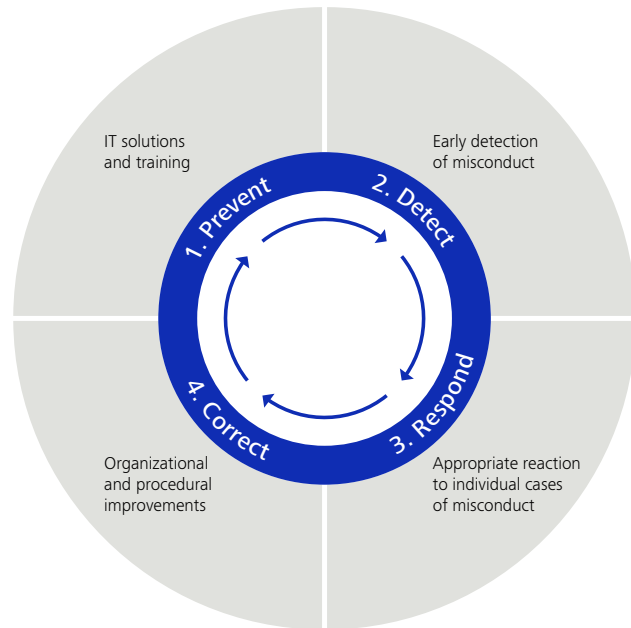 IT solutions
and training
1. Prevent
Early detection
of misconduct
2. Detect
Appropriate reaction
to individual cases
of misconduct
3. Respond
Organizational
and procedural
improvements
4. Correct